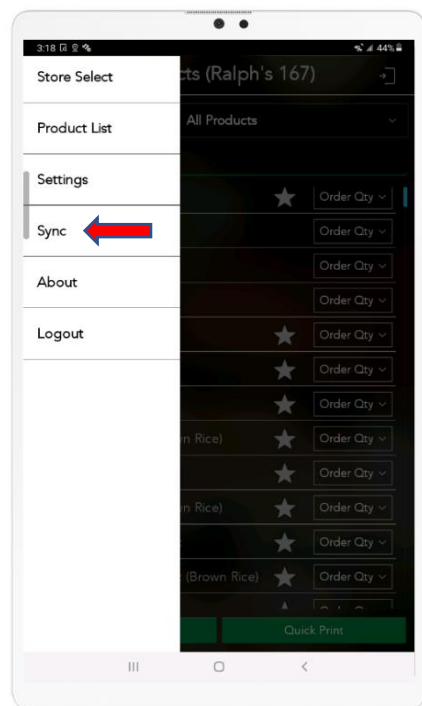 3:18
44%
Store Select
cts (Ralph's 167)
Product List
All Products
Settings
Order Qty
Sync
Order Qty
Order Qty
About
Order Qty
Logout
Order Qty
Order Qty
Order Qty
n Rice)
Order Qty
Order Qty
n Rice)
Order Qty
Order Qty
(Brown Rice)
Order Qty
Quick Print